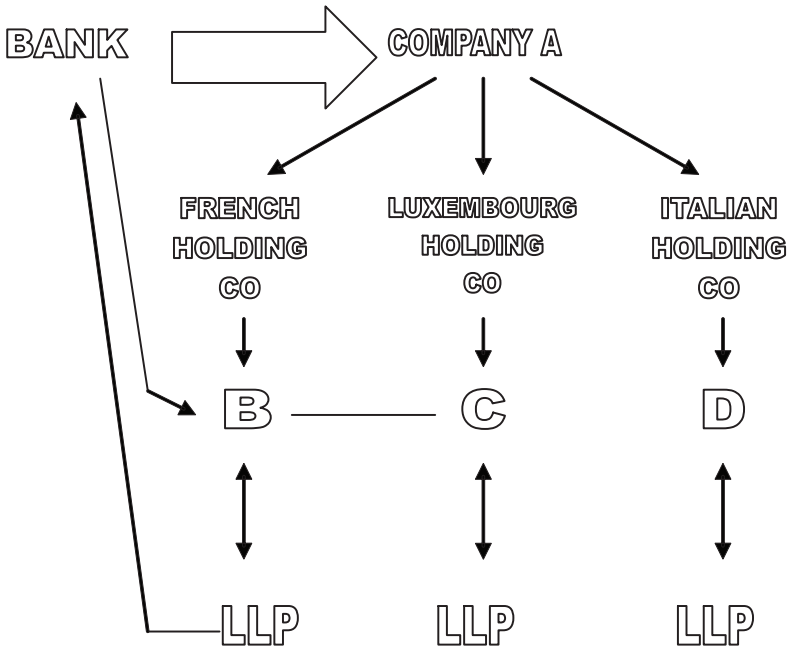 BANK
COMPANY A
FRENCH
HOLDING
CO
LUXEMBOURG
HOLDING
CO
ITALIAN
HOLDING
CO
B
C
D
LLP
LLP
LLP